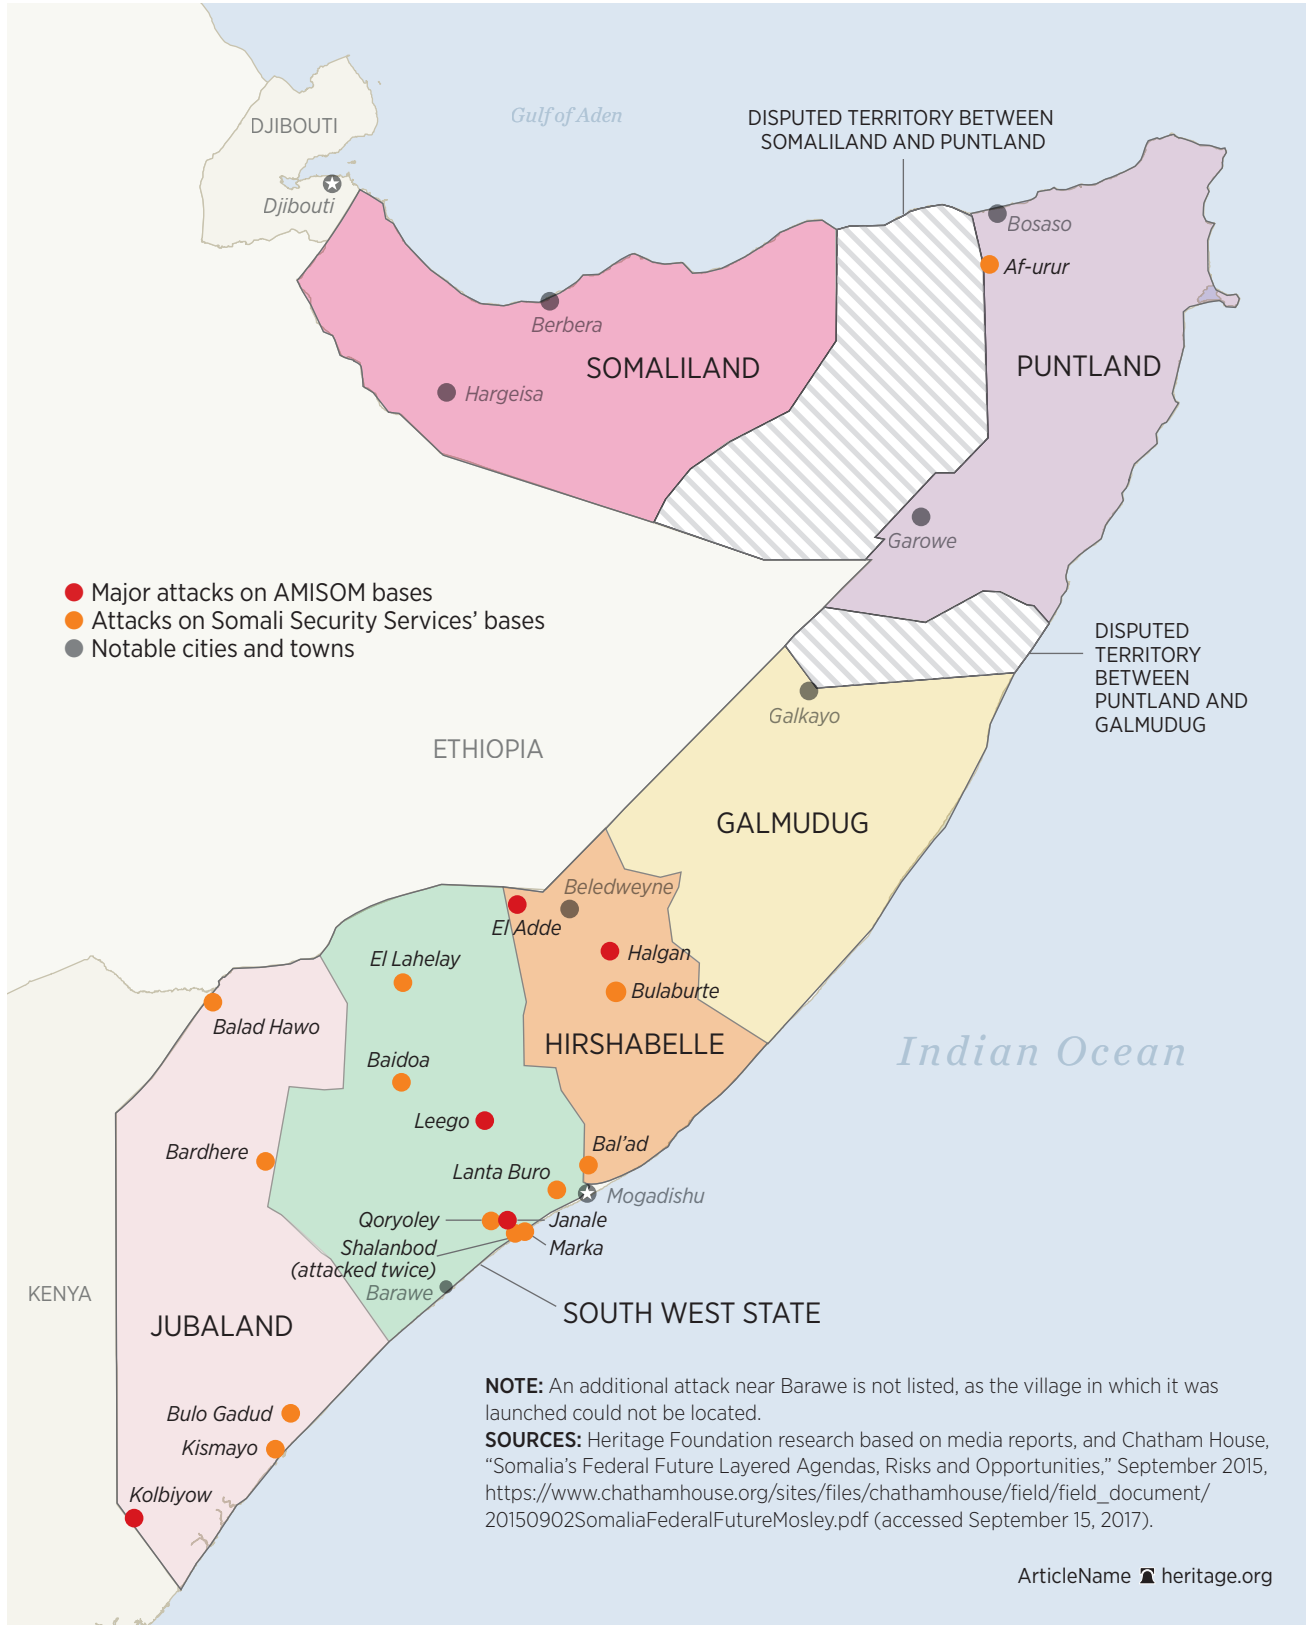 Gulf of Aden
DISPUTED TERRITORY BETWEEN
SOMALILAND AND PUNTLAND
DJIBOUTI
Djibouti
Bosaso
Af-urur
Berbera
SOMALILAND
PUNTLAND
Hargeisa
Garowe
Major attacks on AMISOM bases
Attacks on Somali Security Services’ bases
Notable cities and towns
DISPUTED
TERRITORY
BETWEEN
PUNTLAND AND
GALMUDUG
Galkayo
ETHIOPIA
GALMUDUG
Beledweyne
El Adde
Halgan
El Lahelay
Bulaburte
Balad Hawo
HIRSHABELLE
Indian Ocean
Baidoa
Leego
Bardhere
Bal’ad
Lanta Buro
Mogadishu
Qoryoley
Janale
Shalanbod
(attacked twice)
Marka
Barawe
KENYA
JUBALAND
SOUTH WEST STATE
Bulo Gadud
Kismayo
Kolbiyow
NOTE: An additional attack near Barawe is not listed, as the village in which it was
launched could not be located.
SOURCES: Heritage Foundation research based on media reports, and Chatham House,
“Somalia’s Federal Future Layered Agendas, Risks and Opportunities,” September 2015,
https://www.chathamhouse.org/sites/files/chathamhouse/field/field_document/
20150902SomaliaFederalFutureMosley.pdf (accessed September 15, 2017).
ArticleName heritage.org